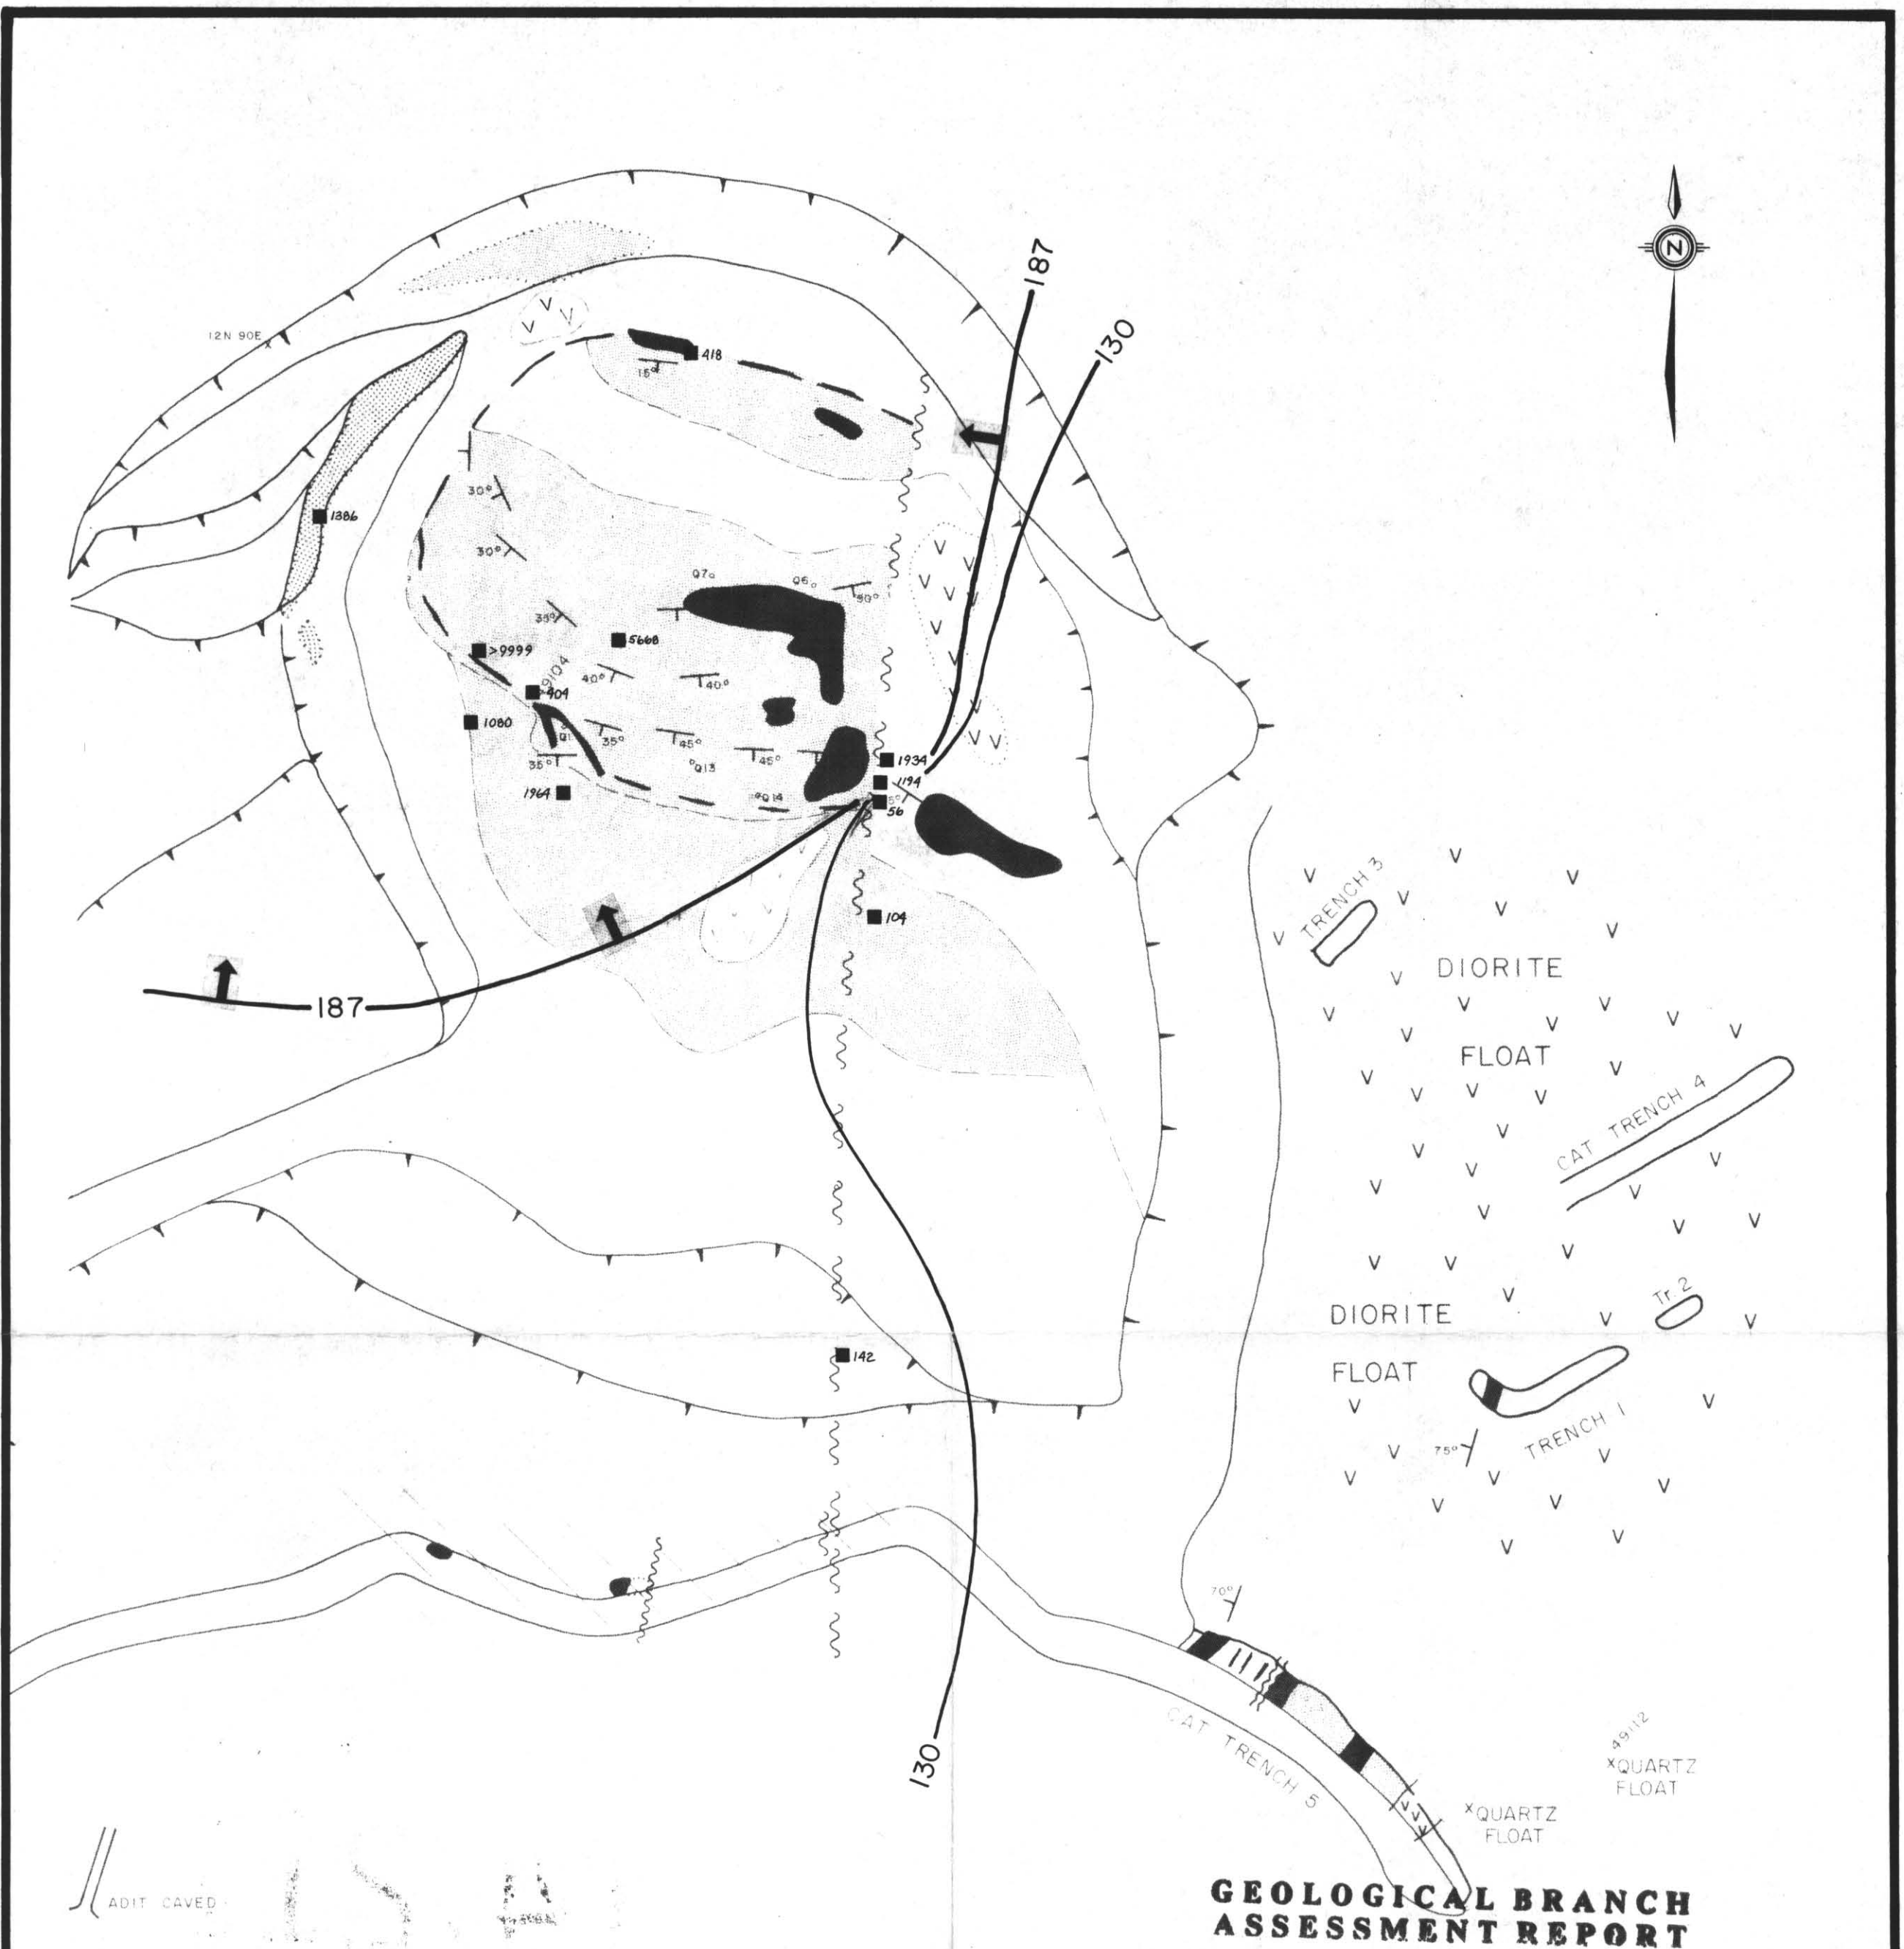 187
130
N
12N 90E
418
15°
30°
1386
30°
Q7
Q6
50°
35°
5668
>9999
9104
40°
40°
404
1080
35°
45°
45°
35°
Q13
1934
1194
56
1964
Q14
104
TRENCH 3
DIORITE
187
FLOAT
CAT TRENCH 4
Tr. 2
DIORITE
142
FLOAT
TRENCH 1
75°
70°
CAT TRENCH 5
130
49112
QUARTZ
FLOAT
QUARTZ
FLOAT
ADIT CAVED
GEOLOGICAL BRANCH
ASSESSMENT REPORT